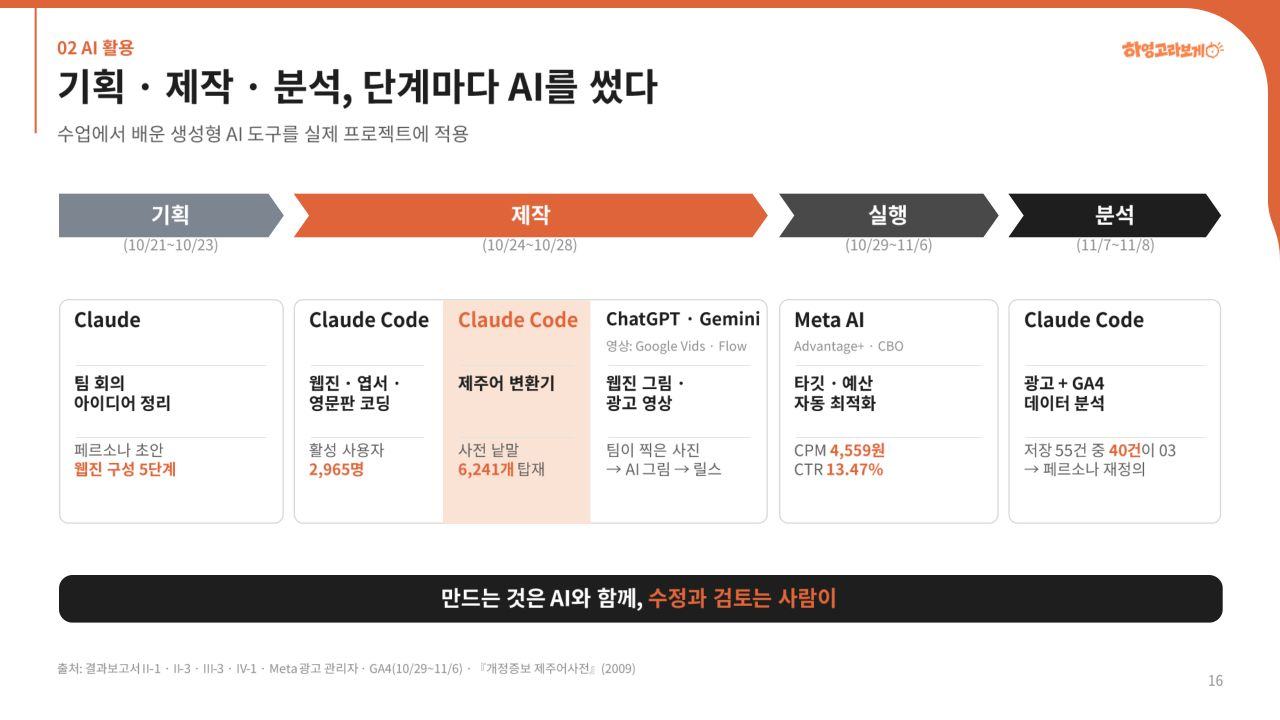 02 AI 활용
하영고라보게
기획 · 제작 · 분석, 단계마다 AI를 썼다
수업에서 배운 생성형 AI 도구를 실제 프로젝트에 적용
기획
(10/21~10/23)
제작
(10/24~10/28)
실행
(10/29~11/6)
분석
(11/7~11/8)
Claude
팀 회의
아이디어 정리
페르소나 초안
웹진 구성 5단계
Claude Code
웹진 · 엽서 ·
영문판 코딩
활성 사용자
2,965명
Claude Code
제주어 변환기
사전 낱말
6,241개 탑재
ChatGPT · Gemini
영상: Google Vids · Flow
웹진 그림 ·
광고 영상
팀이 찍은 사진
→ AI 그림 → 릴스
Meta AI
Advantage+ · CBO
타깃 · 예산
자동 최적화
CPM 4,559원
CTR 13.47%
Claude Code
광고 + GA4
데이터 분석
저장 55건 중 40건이 03
→ 페르소나 재정의
만드는 것은 AI와 함께, 수정과 검토는 사람이
출처: 결과보고서 Ⅱ-1 · Ⅱ-3 · Ⅲ-3 · Ⅳ-1 · Meta 광고 관리자 · GA4(10/29~11/6) · 『개정증보 제주어사전』(2009)
16